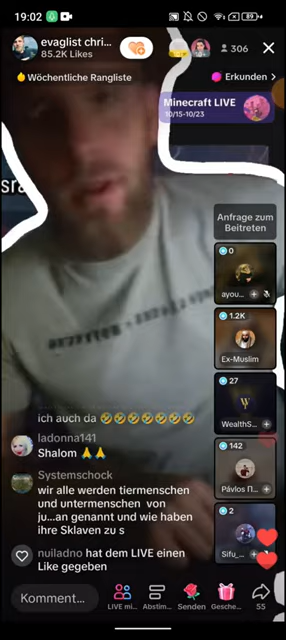 19:02
89
evaglist chri...
85.2K Likes
306
Wöchentliche Rangliste
Erkunden >
Minecraft LIVE
10/15-10/23
Anfrage zum
Beitreten
0
ayou...
1.2K
Ex-Muslim
27
WealthS...
142
Pávlos Π...
2
Sifu_...
ich auch da 🤣🤣🤣🤣🤣🤣🤣
ladonna141
Shalom 🙏🙏
Systemschock
wir alle werden tiermenschen
und untermenschen von
ju...an genannt und wie haben
ihre Sklaven zu s
nuiladno hat dem LIVE einen
Like gegeben
Komment...
LIVE mi...
Abstim...
Senden
Gesche...
55